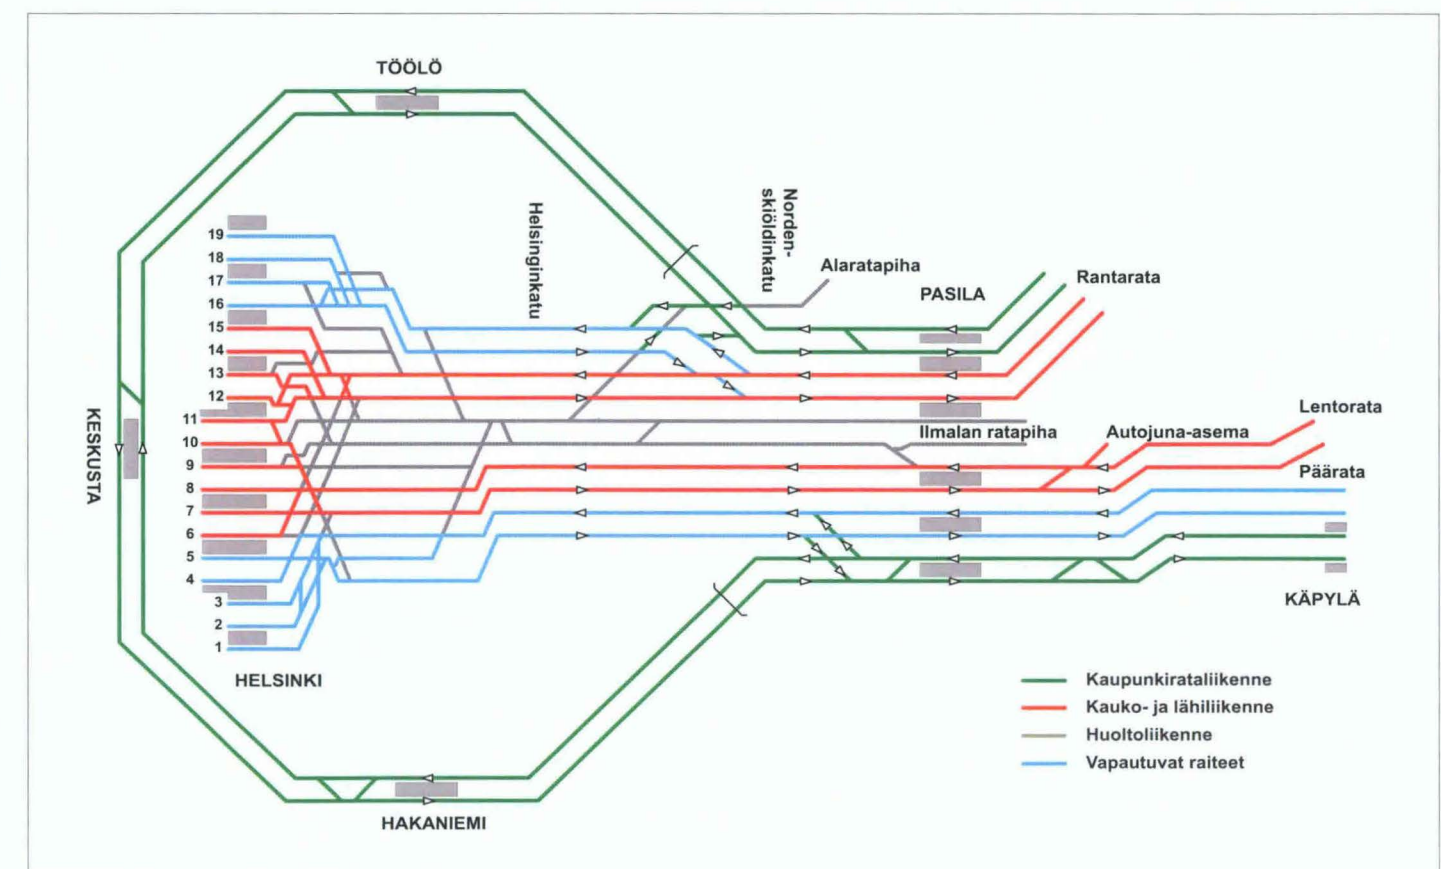 TÖÖLÖ
Helsinginkatu
Norden-
skiöldinkatu
Alaratapiha
PASILA
Rantarata
19
18
17
16
15
14
13
12
11
10
9
8
7
6
5
4
3
2
1
KESKUSTA
Ilmalan ratapiha
Autojuna-asema
Lentorata
Päärata
KÄPYLÄ
HELSINKI
HAKANIEMI
Kaupunkirataliikenne
Kauko- ja lähiliikenne
Huoltoliikenne
Vapautuvat raiteet